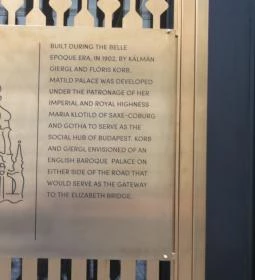 BUILT DURING THE BELLE
EPOQUE ERA, IN 1902, BY KÁLMÁN
GIERGL AND FLÓRIS KORB,
MATILD PALACE WAS DEVELOPED
UNDER THE PATRONAGE OF HER
IMPERIAL AND ROYAL HIGHNESS
MARIA KLOTILD OF SAXE-COBURG
AND GOTHA TO SERVE AS THE
SOCIAL HUB OF BUDAPEST. KORB
AND GIERGL ENVISIONED OF AN
ENGLISH BAROQUE PALACE ON
EITHER SIDE OF THE ROAD THAT
WOULD SERVE AS THE GATEWAY
TO THE ELIZABETH BRIDGE.